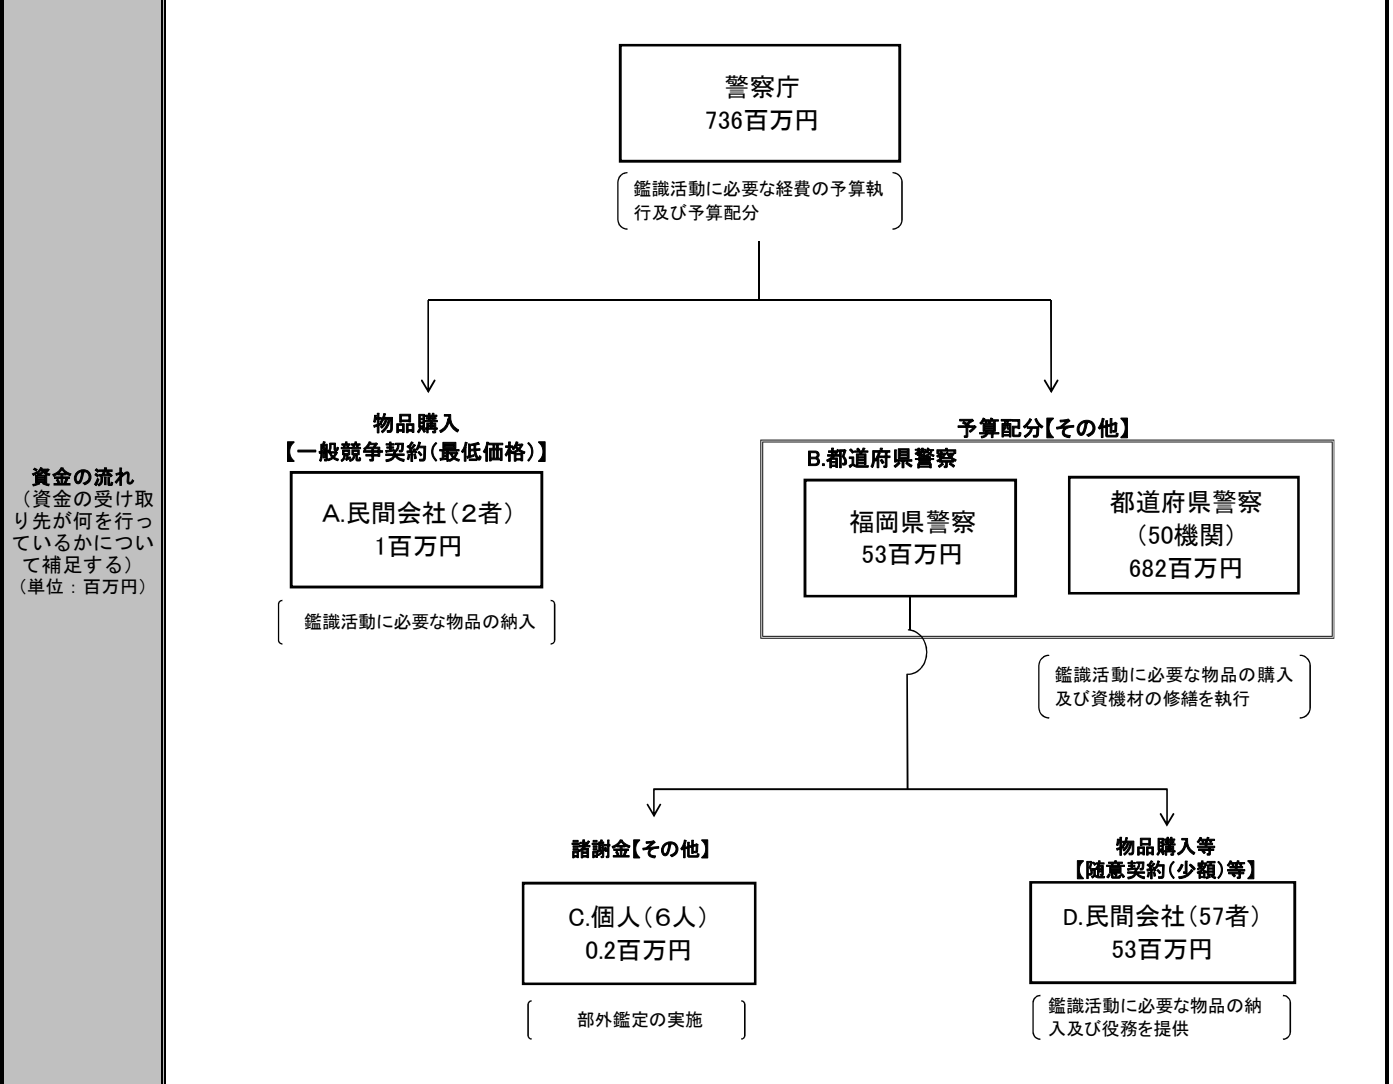 資金の流れ
（資金の受け取
り先が何を行っ
ているかについ
て補足する）
（単位：百万円）
警察庁
736百万円
鑑識活動に必要な経費の予算執
行及び予算配分
物品購入
【一般競争契約（最低価格）】
A.民間会社（２者）
1百万円
鑑識活動に必要な物品の納入
予算配分【その他】
B.都道府県警察
福岡県警察
53百万円
都道府県警察
（50機関）
682百万円
鑑識活動に必要な物品の購入
及び資機材の修繕を執行
諸謝金【その他】
C.個人（６人）
0.2百万円
部外鑑定の実施
物品購入等
【随意契約（少額）等】
D.民間会社（57者）
53百万円
鑑識活動に必要な物品の納
入及び役務を提供